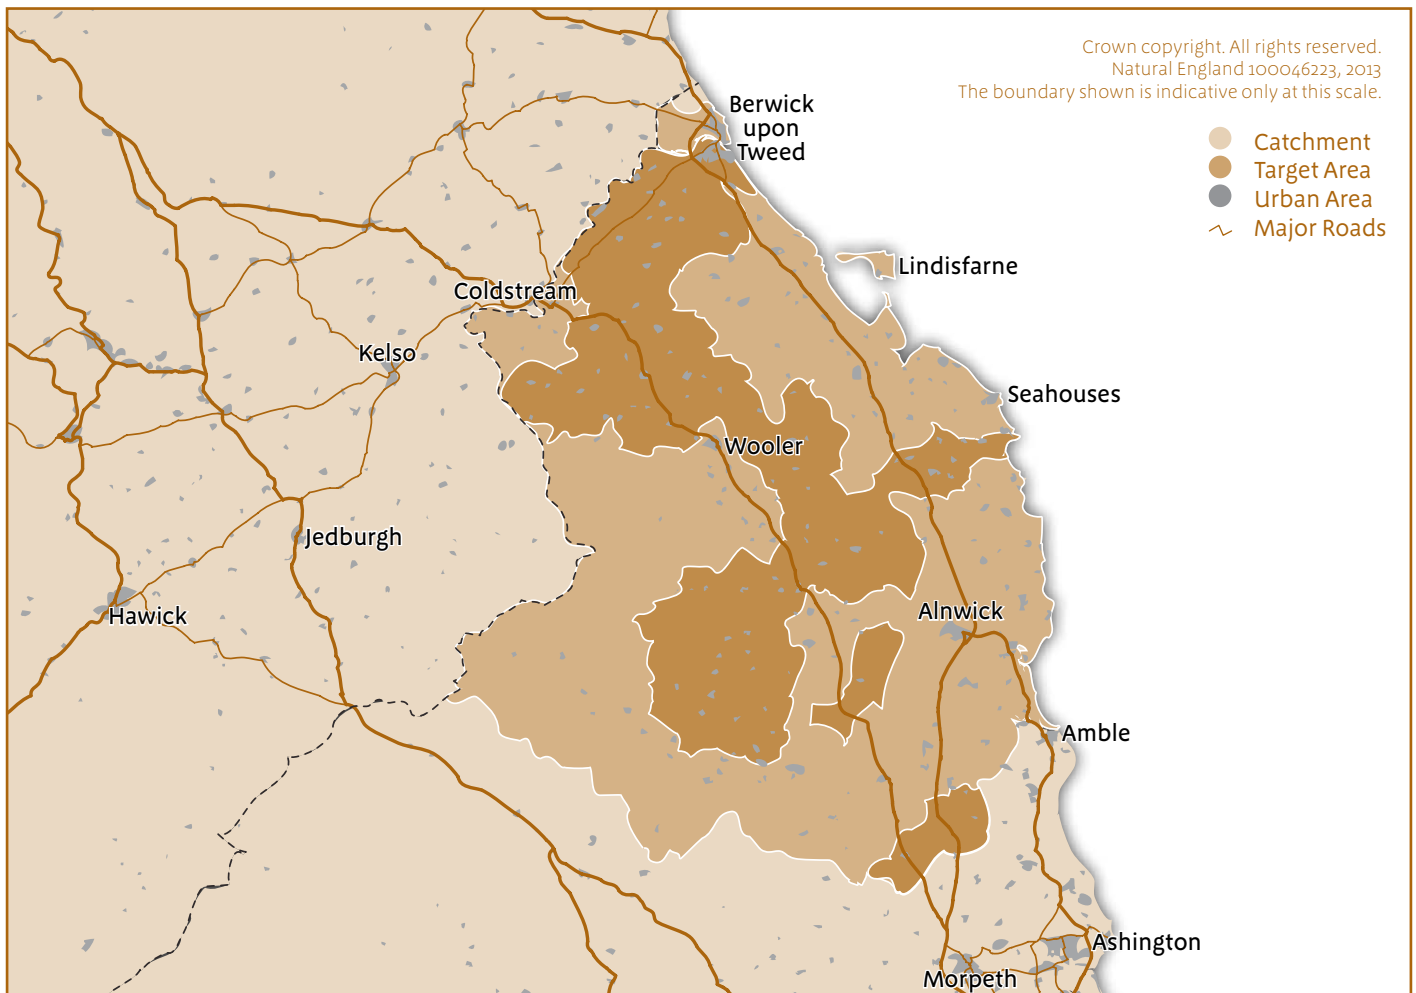 Crown copyright. All rights reserved.
Natural England 100046223, 2013
The boundary shown is indicative only at this scale.
Catchment
Target Area
Urban Area
Major Roads
Berwick
upon
Tweed
Lindisfarne
Coldstream
Kelso
Seahouses
Wooler
Jedburgh
Hawick
Alnwick
Amble
Ashington
Morpeth